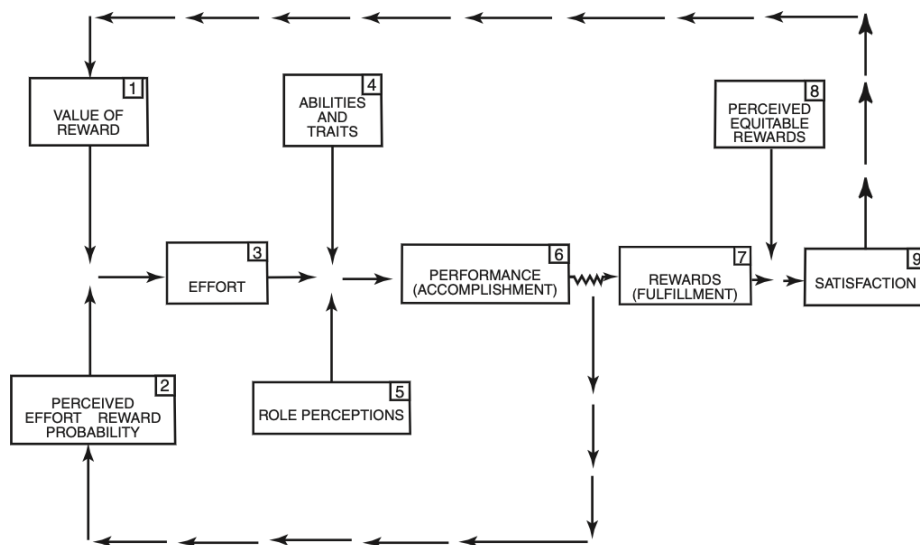 1
VALUE OF
REWARD
4
ABILITIES
AND
TRAITS
8
PERCEIVED
EQUITABLE
REWARDS
3
EFFORT
6
PERFORMANCE
(ACCOMPLISHMENT)
7
REWARDS
(FULFILLMENT)
9
SATISFACTION
2
PERCEIVED
EFFORT REWARD
PROBABILITY
5
ROLE PERCEPTIONS